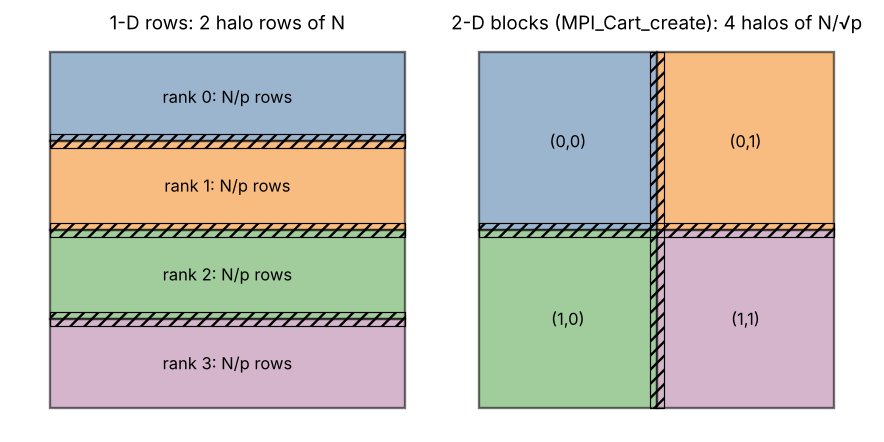 1-D rows: 2 halo rows of N
rank 0: N/p rows
rank 1: N/p rows
rank 2: N/p rows
rank 3: N/p rows
2-D blocks (MPI_Cart_create): 4 halos of N/√p
(0,0)
(0,1)
(1,0)
(1,1)